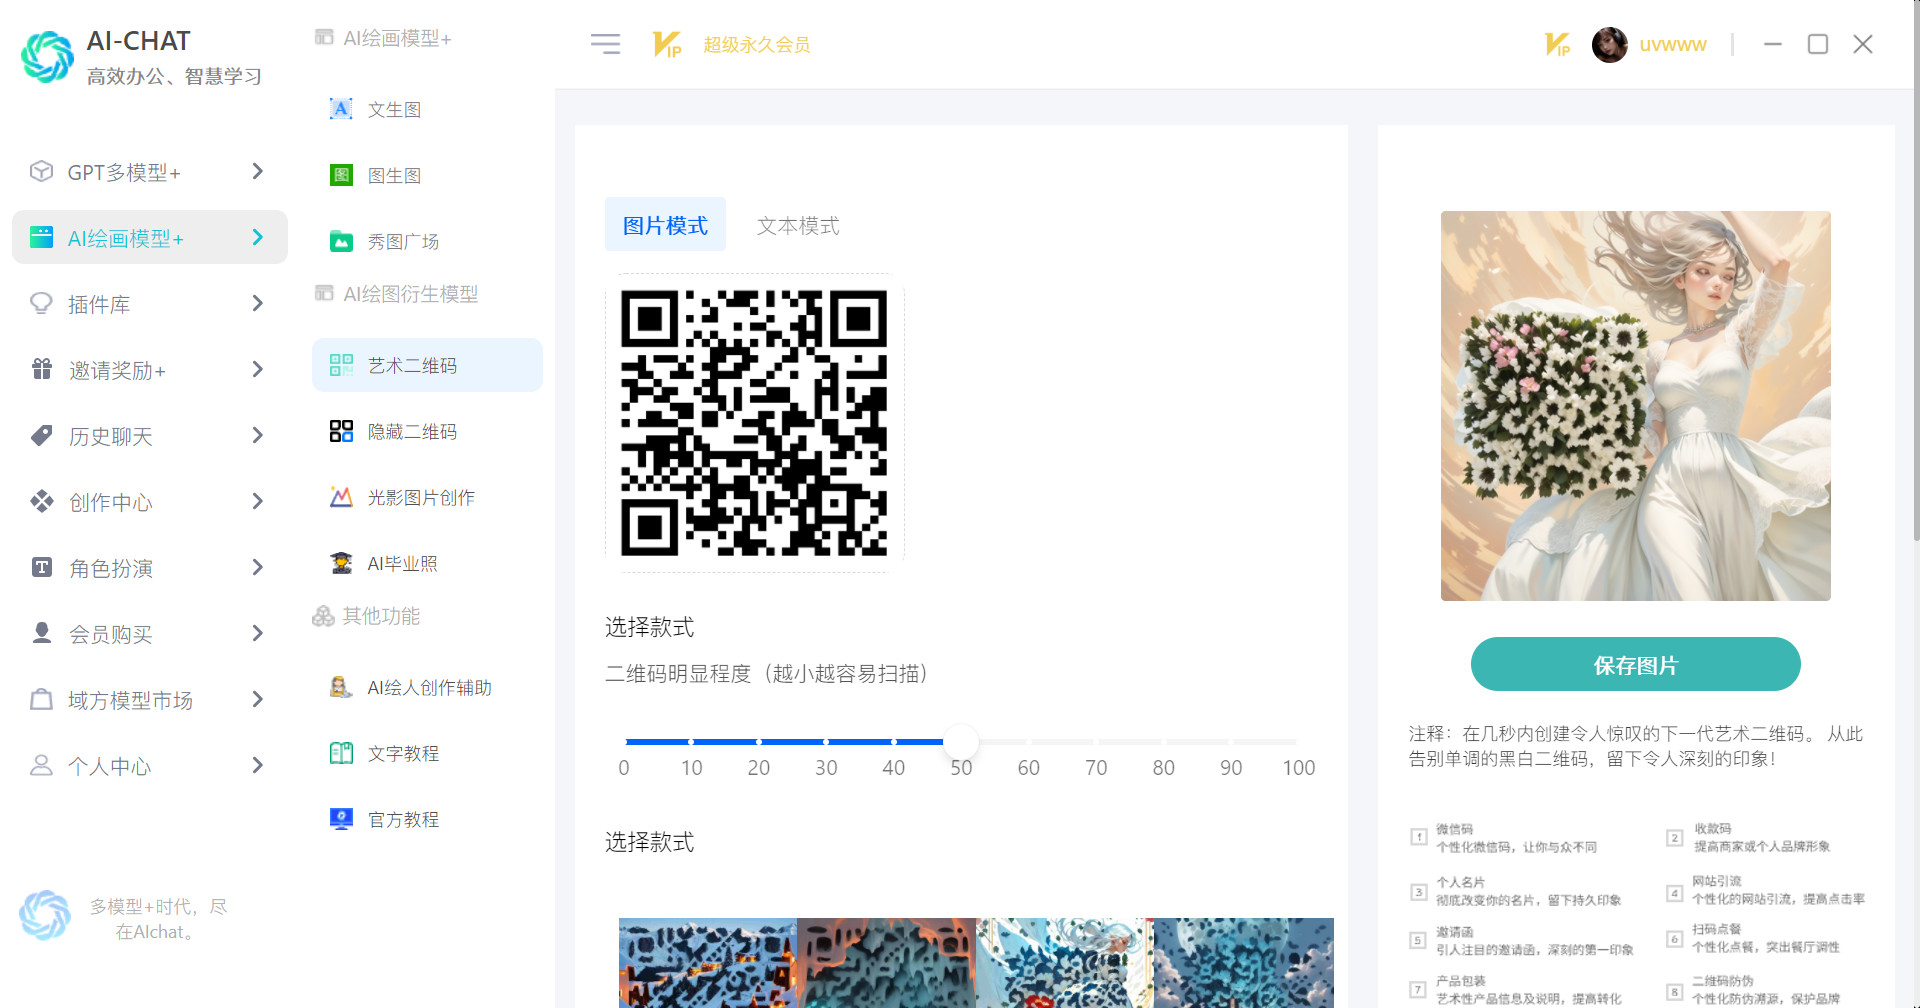 AI-CHAT
高效办公、智慧学习
GPT多模型+
AI绘画模型+
插件库
邀请奖励+
历史聊天
创作中心
角色扮演
会员购买
域方模型市场
个人中心
多模型+时代，尽
在AIchat。
AI绘画模型+
文生图
图生图
秀图广场
AI绘图衍生模型
艺术二维码
隐藏二维码
光影图片创作
AI毕业照
其他功能
AI绘人创作辅助
文字教程
官方教程
VIP 超级永久会员
VIP uvwww
图片模式 文本模式
选择款式
二维码明显程度（越小越容易扫描）
0 10 20 30 40 50 60 70 80 90 100
选择款式
保存图片
注释：在几秒内创建令人惊叹的下一代艺术二维码。 从此
告别单调的黑白二维码，留下令人深刻的印象！
1 微信码
个性化微信码，让你与众不同
2 收款码
提高商家或个人品牌形象
3 个人名片
彻底改变你的名片，留下持久印象
4 网站引流
个性化的网站引流，提高点击率
5 邀请函
引人注目的邀请函，深刻的第一印象
6 扫码点餐
个性化点餐，突出餐厅调性
7 产品包装
艺术性产品信息及说明，提高转化
8 二维码防伪
个性化防伪溯源，保护品牌